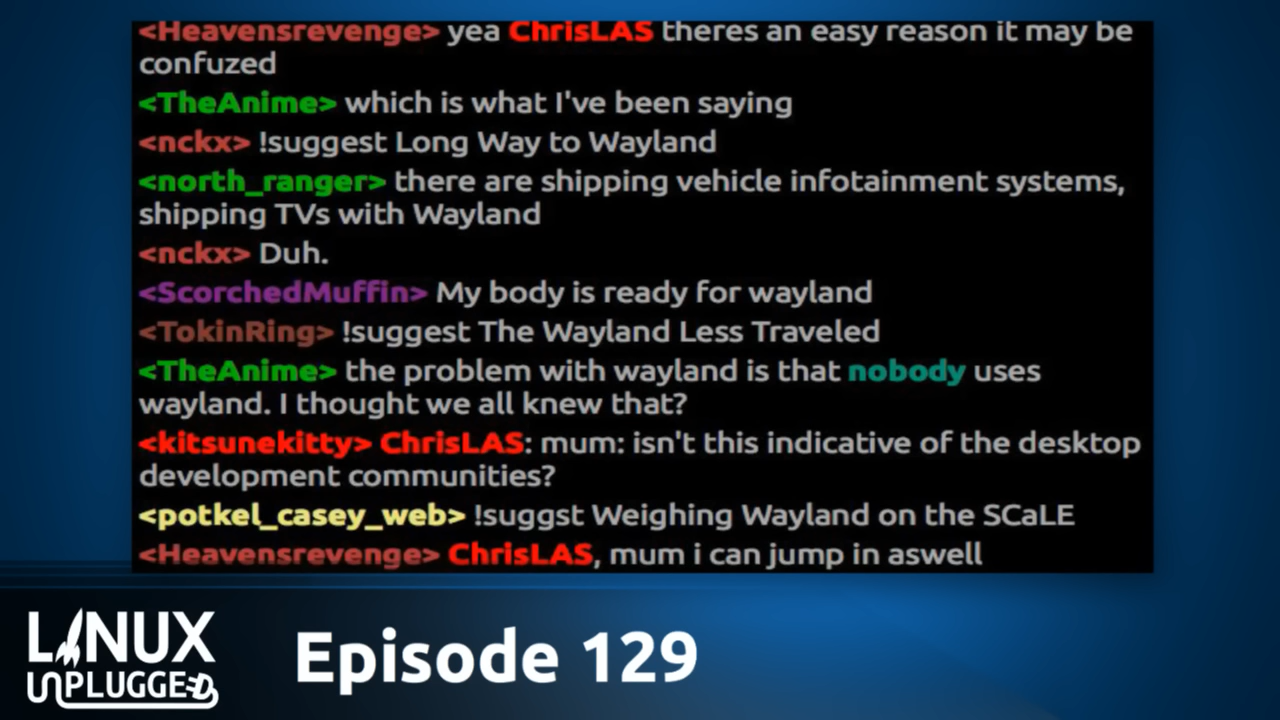 <Heavensrevenge> yea ChrisLAS theres an easy reason it may be
confuzed
<TheAnime> which is what I've been saying
<nckx> !suggest Long Way to Wayland
<north_ranger> there are shipping vehicle infotainment systems,
shipping TVs with Wayland
<nckx> Duh.
<ScorchedMuffin> My body is ready for wayland
<TokinRing> !suggest The Wayland Less Traveled
<TheAnime> the problem with wayland is that nobody uses
wayland. I thought we all knew that?
<kitsunekitty> ChrisLAS: mum: isn't this indicative of the desktop
development communities?
<potkel_casey_web> !suggst Weighing Wayland on the SCaLE
<Heavensrevenge> ChrisLAS, mum i can jump in aswell
LINUX
UNPLUGGED
Episode 129